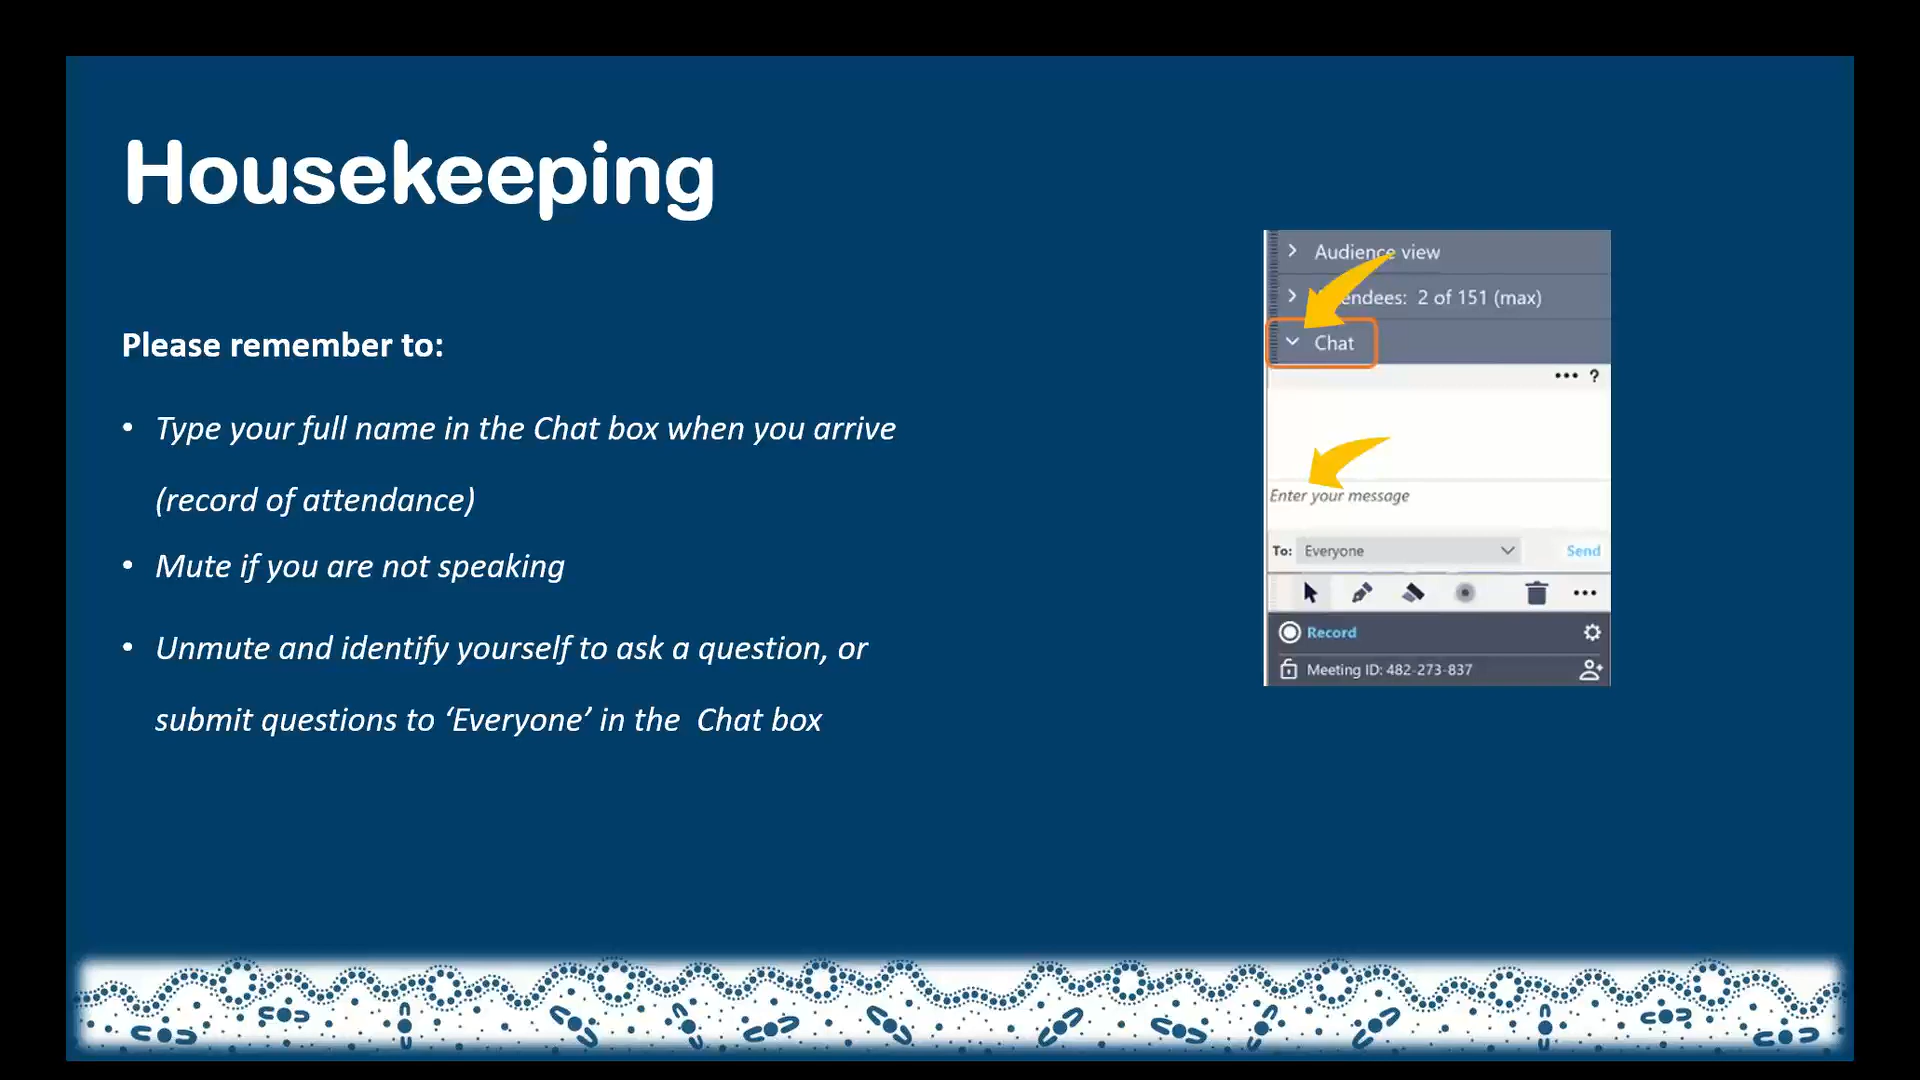 Housekeeping
Please remember to:
• Type your full name in the Chat box when you arrive
(record of attendance)
• Mute if you are not speaking
• Unmute and identify yourself to ask a question, or
submit questions to ‘Everyone’ in the  Chat box
Audience view
endees: 2 of 151 (max)
Chat
••• ?
Enter your message
To: Everyone Send
Record
Meeting ID: 482-273-837